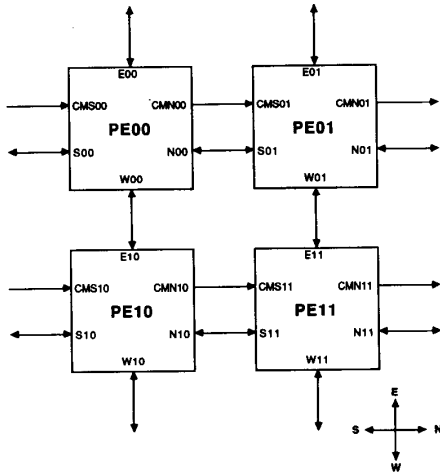 E00 E01
CMS00 CMN00 CMS01 CMN01
PE00 PE01
S00 N00 S01 N01
W00 W01
E10 E11
CMS10 CMN10 CMS11 CMN11
PE10 PE11
S10 N10 S11 N11
W10 W11
E
S N
W